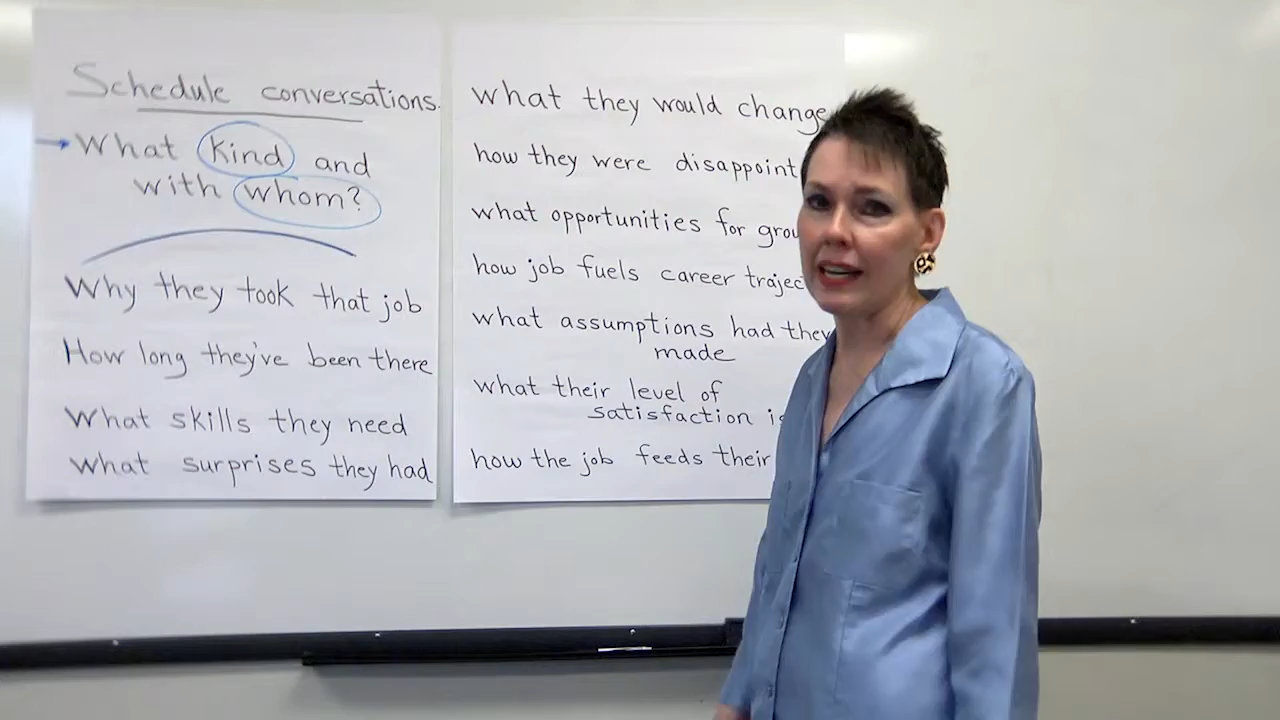 Schedule conversations.
What kind and
with whom?
Why they took that job
How long they've been there
What skills they need
What surprises they had
what they would change
how they were disappoint
what opportunities for grou
how job fuels career traject
what assumptions had they
made
what their level of
satisfaction is
how the job feeds their